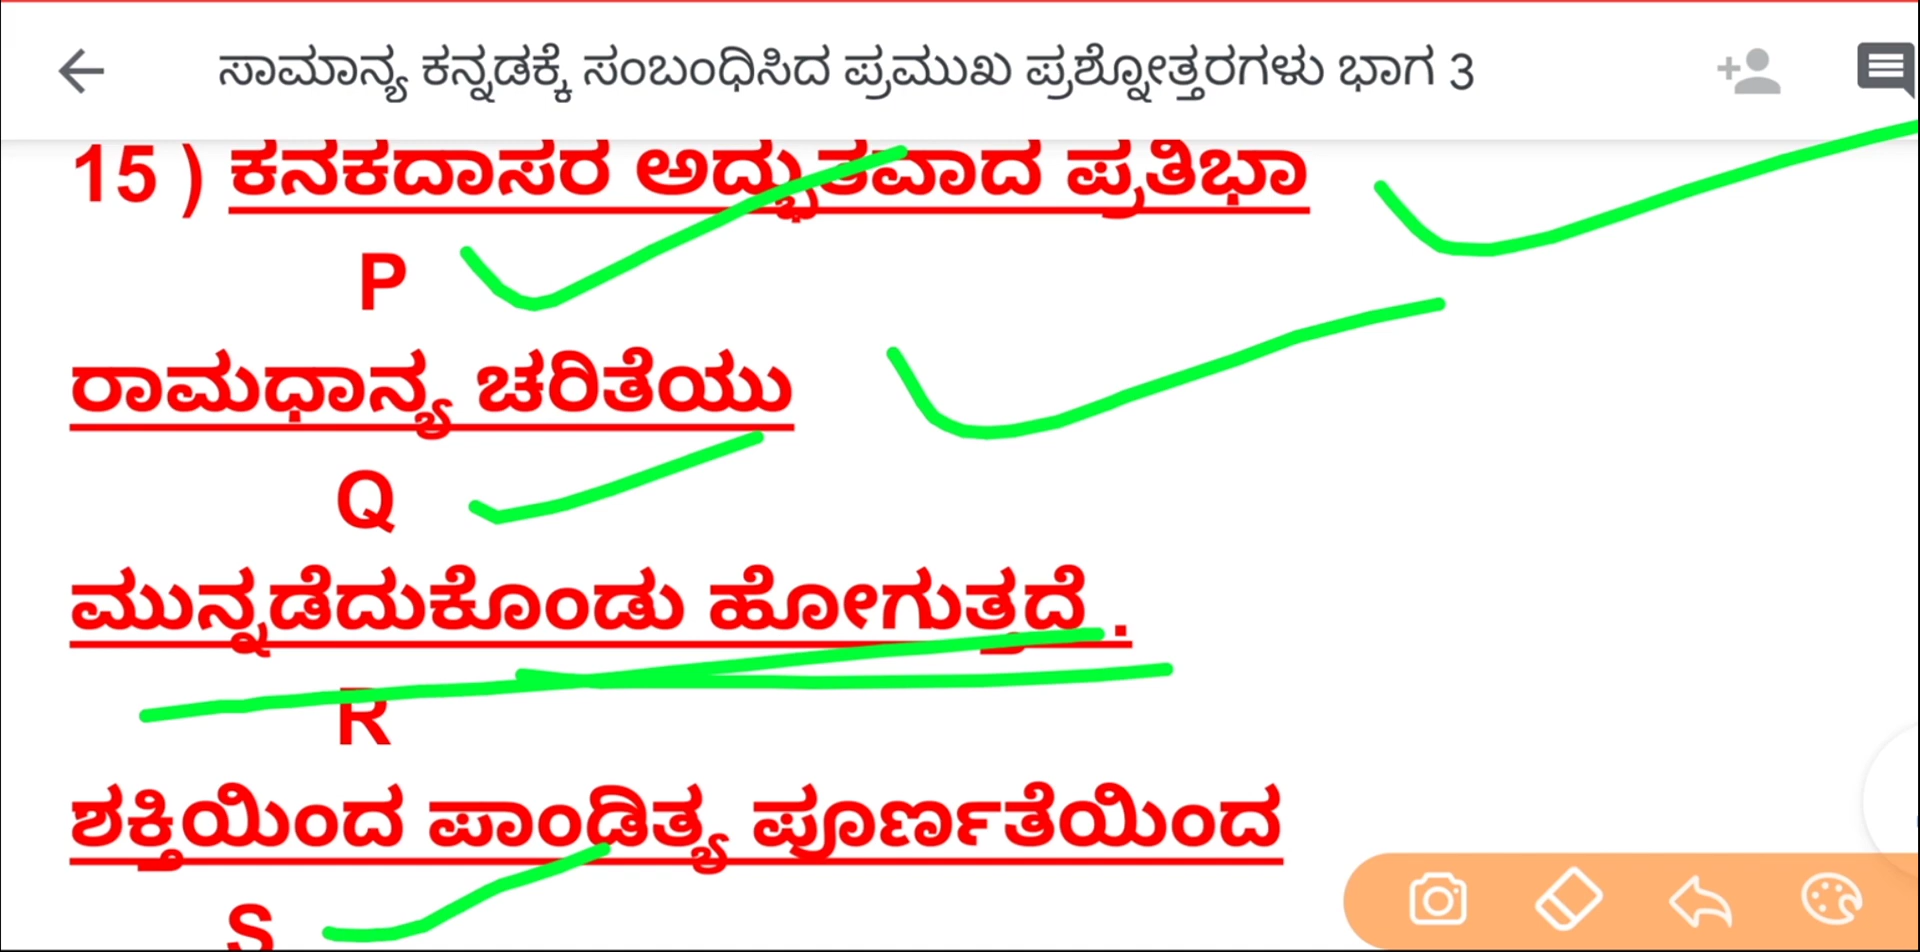 ಸಾಮಾನ್ಯ ಕನ್ನಡಕ್ಕೆ ಸಂಬಂಧಿಸಿದ ಪ್ರಮುಖ ಪ್ರಶ್ನೋತ್ತರಗಳು ಭಾಗ 3
15 ) ಕನಕದಾಸರ ಅದ್ಭುತವಾದ ಪ್ರತಿಭಾ
P
ರಾಮಧಾನ್ಯ ಚರಿತೆಯು
Q
ಮುನ್ನಡೆದುಕೊಂಡು ಹೋಗುತ್ತದೆ .
R
ಶಕ್ತಿಯಿಂದ ಪಾಂಡಿತ್ಯ ಪೂರ್ಣತೆಯಿಂದ
S